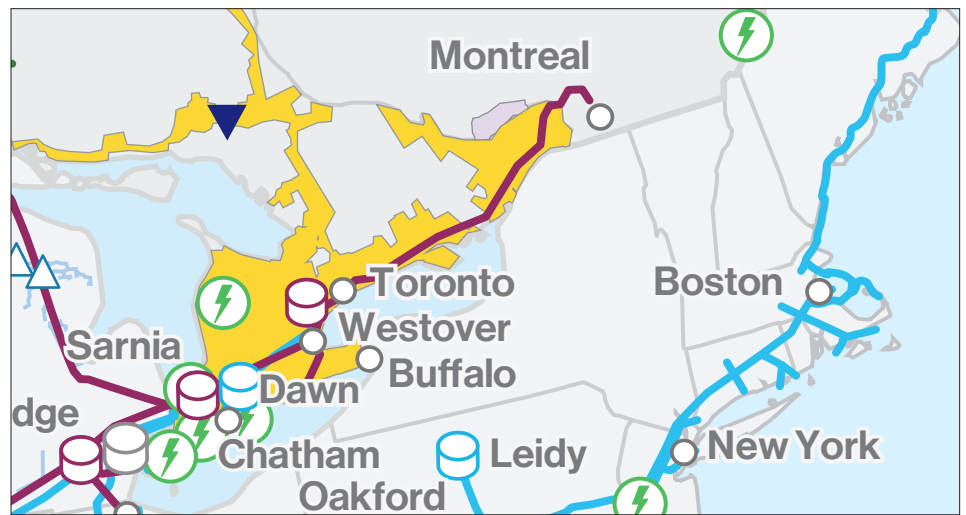 Montreal
Toronto
Boston
Westover
Sarnia
Buffalo
Dawn
dge
Chatham
Leidy
New York
Oakford